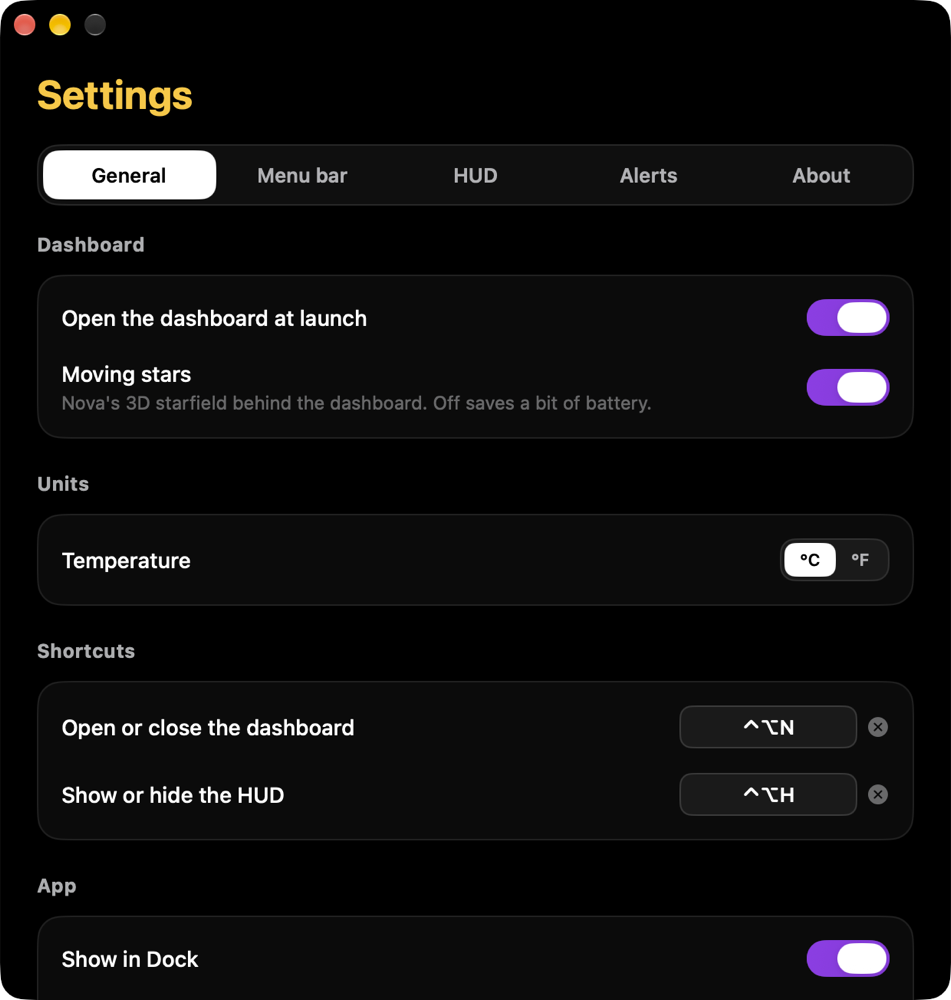 Settings
General Menu bar HUD Alerts About
Dashboard
Open the dashboard at launch
Moving stars
Nova's 3D starfield behind the dashboard. Off saves a bit of battery.
Units
Temperature °C °F
Shortcuts
Open or close the dashboard ⌃⌥N
Show or hide the HUD ⌃⌥H
App
Show in Dock